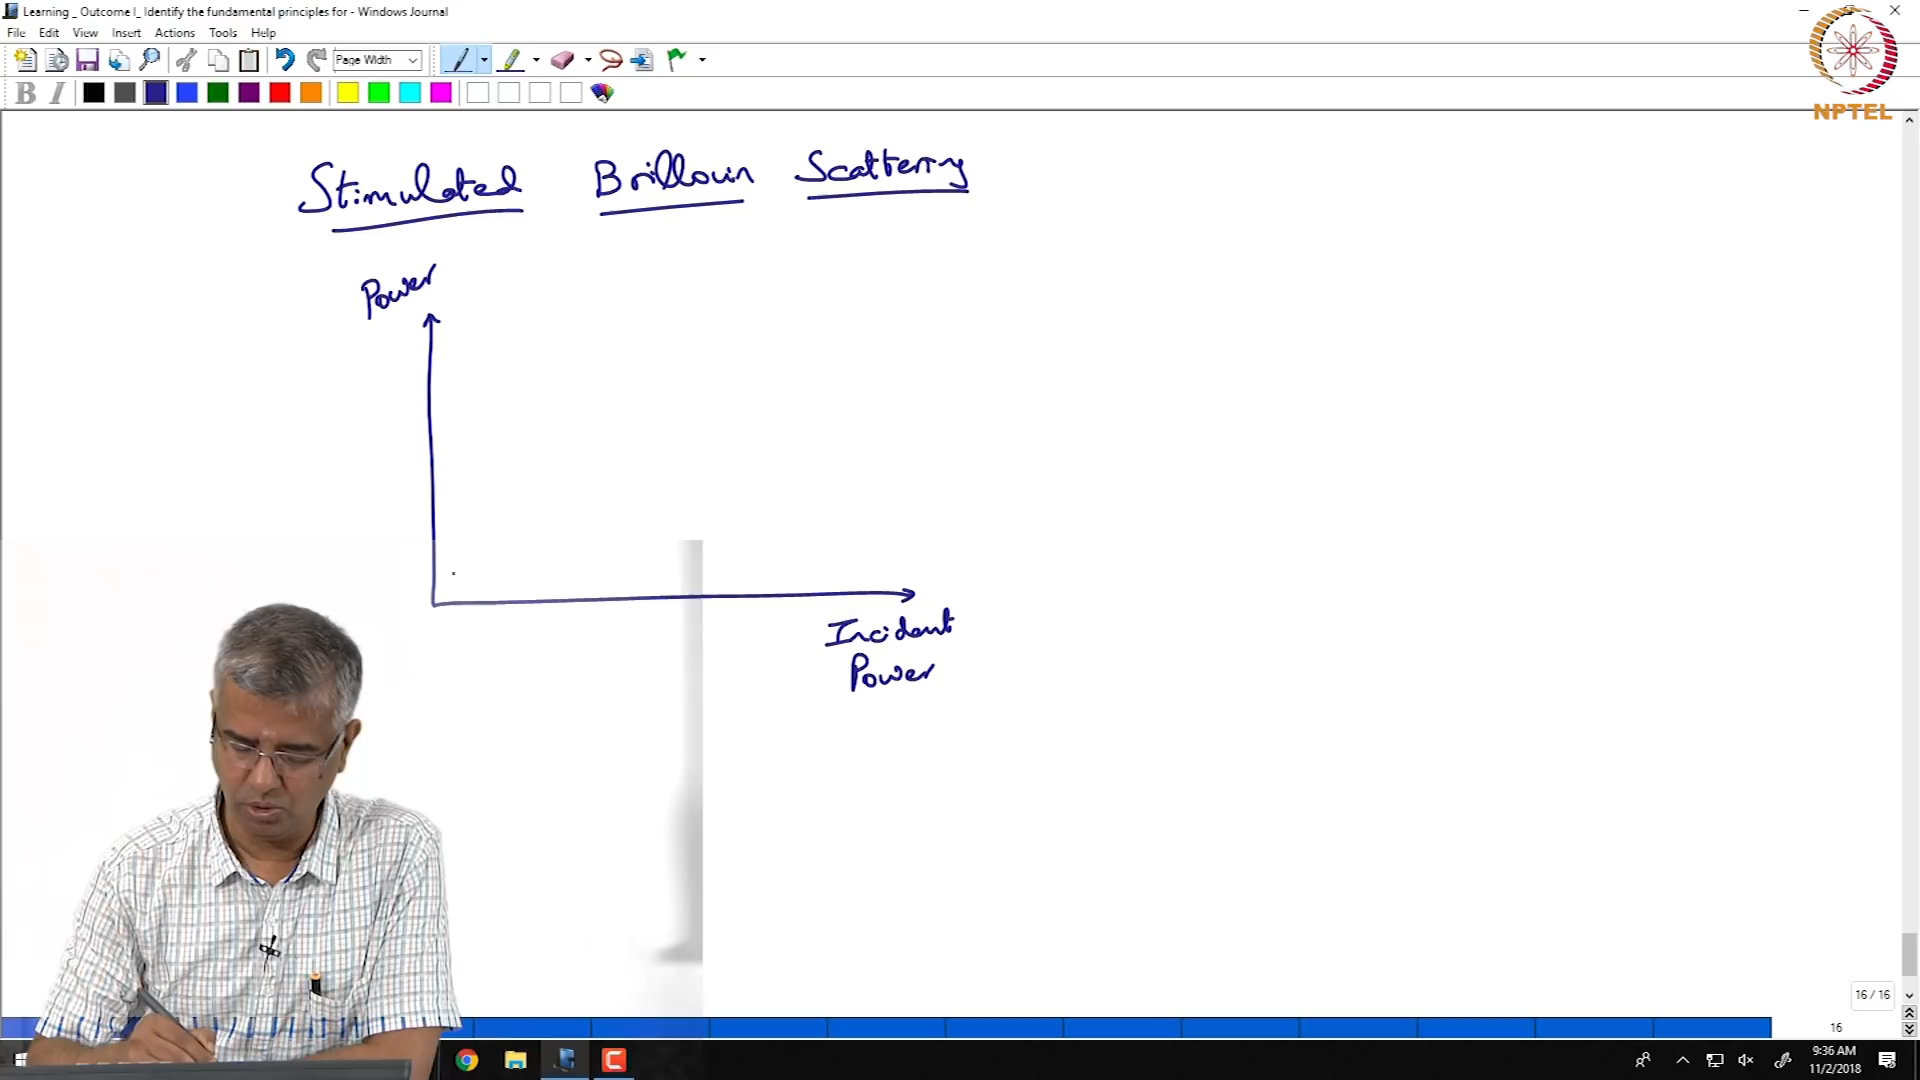 Learning _ Outcome I_ Identify the fundamental principles for - Windows Journal
File Edit View Insert Actions Tools Help
Page Width
B I
NPTEL
Stimulated Brillouin Scattering
Power
Incident
Power
16 / 16
16
9:36 AM
11/2/2018